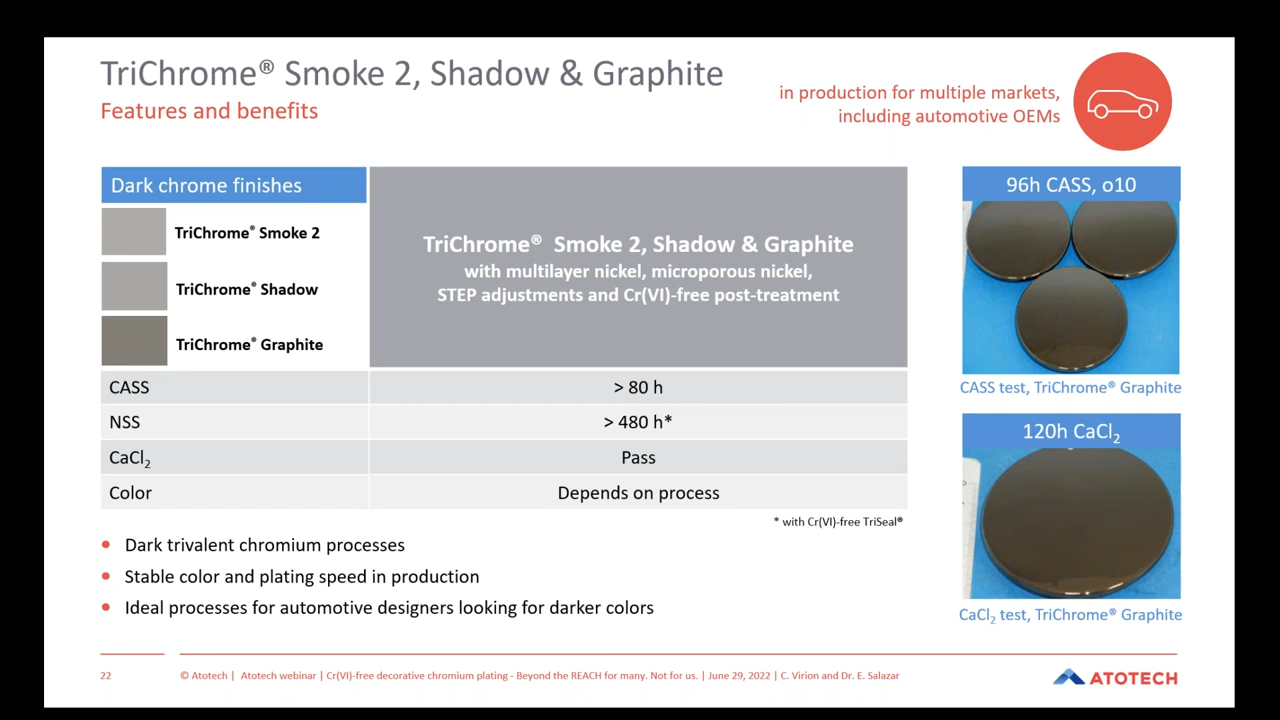 TriChrome® Smoke 2, Shadow & Graphite
Features and benefits
in production for multiple markets,
including automotive OEMs
Dark chrome finishes
TriChrome® Smoke 2
TriChrome® Shadow
TriChrome® Graphite
TriChrome® Smoke 2, Shadow & Graphite
with multilayer nickel, microporous nickel,
STEP adjustments and Cr(VI)-free post-treatment
CASS > 80 h
NSS > 480 h*
CaCl₂ Pass
Color Depends on process
* with Cr(VI)-free TriSeal®
96h CASS, o10
CASS test, TriChrome® Graphite
120h CaCl₂
CaCl₂ test, TriChrome® Graphite
• Dark trivalent chromium processes
• Stable color and plating speed in production
• Ideal processes for automotive designers looking for darker colors
22
© Atotech | Atotech webinar | Cr(VI)-free decorative chromium plating - Beyond the REACH for many. Not for us. | June 29, 2022 | C. Virion and Dr. E. Salazar
ATOTECH